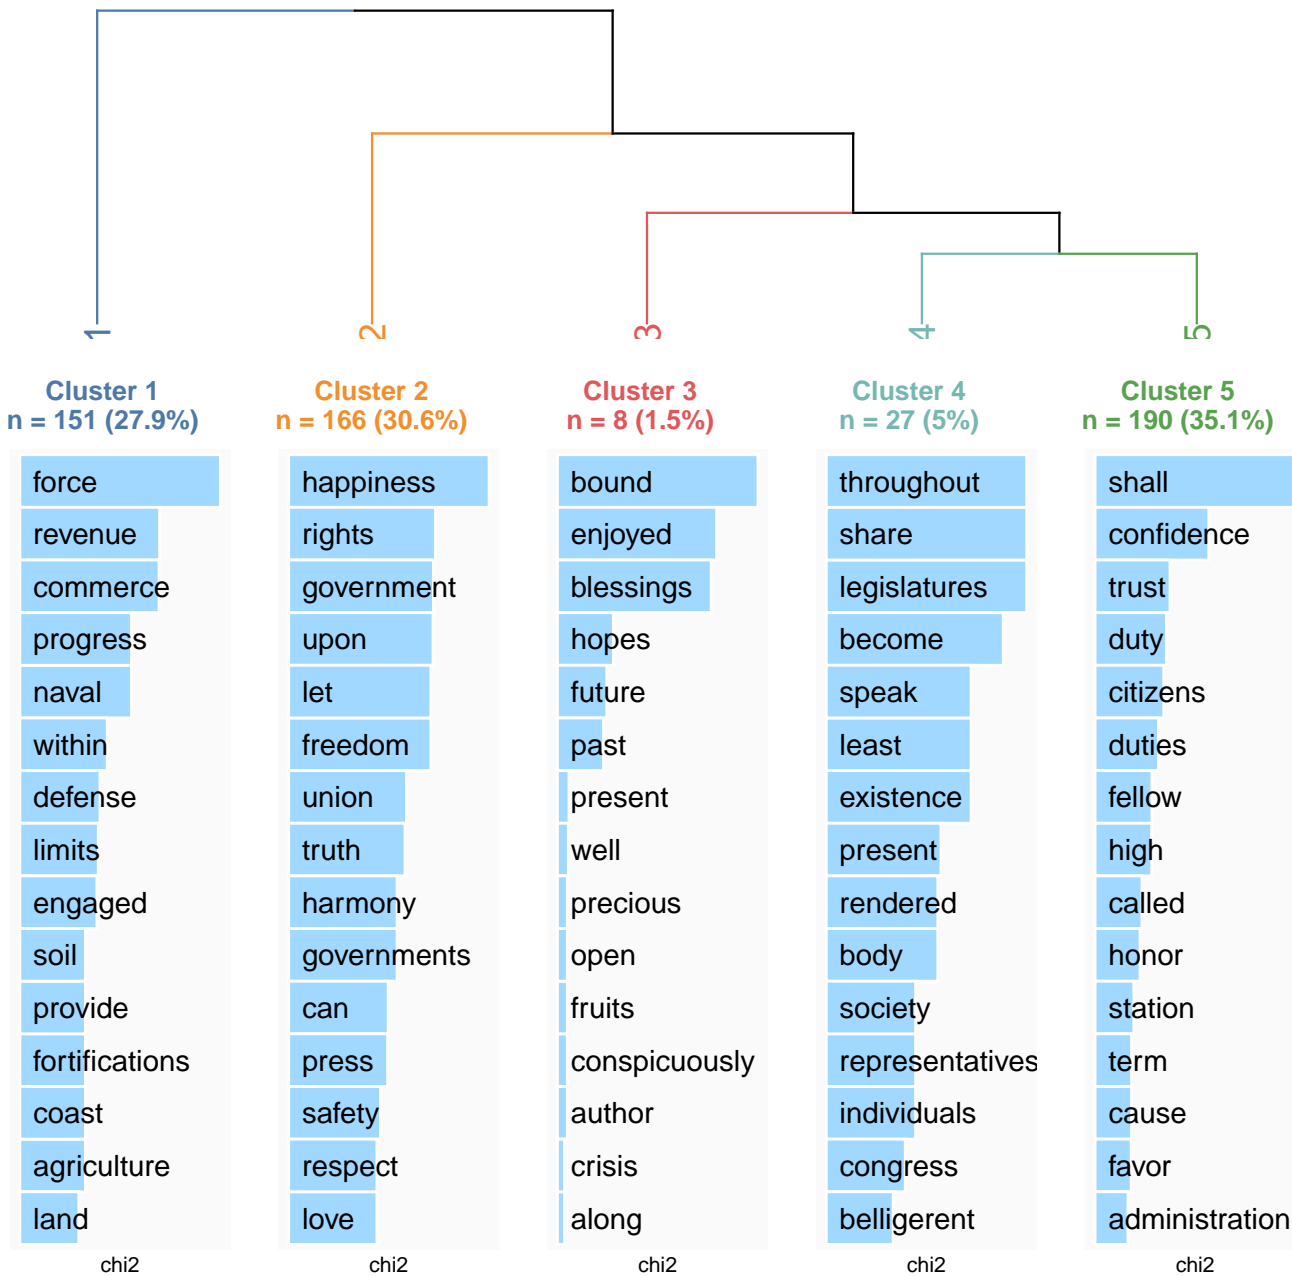 1
2
3
4
5
Cluster 1
n = 151 (27.9%)
force
revenue
commerce
progress
naval
within
defense
limits
engaged
soil
provide
fortifications
coast
agriculture
land
chi2
Cluster 2
n = 166 (30.6%)
happiness
rights
government
upon
let
freedom
union
truth
harmony
governments
can
press
safety
respect
love
chi2
Cluster 3
n = 8 (1.5%)
bound
enjoyed
blessings
hopes
future
past
present
well
precious
open
fruits
conspicuously
author
crisis
along
chi2
Cluster 4
n = 27 (5%)
throughout
share
legislatures
become
speak
least
existence
present
rendered
body
society
representatives
individuals
congress
belligerent
chi2
Cluster 5
n = 190 (35.1%)
shall
confidence
trust
duty
citizens
duties
fellow
high
called
honor
station
term
cause
favor
administration
chi2